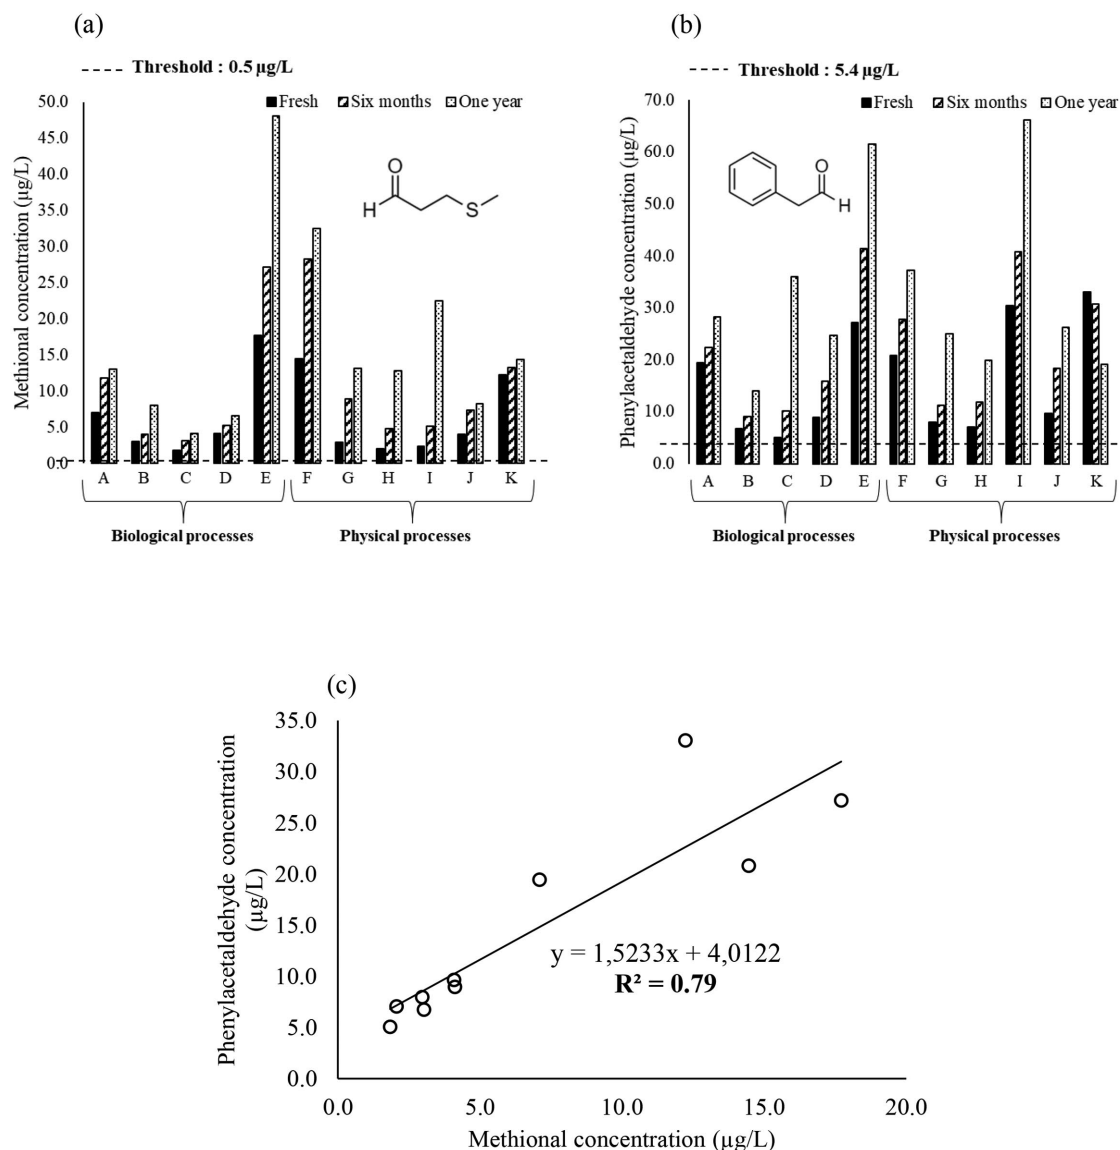 (a)
Threshold : 0.5 µg/L
Fresh Six months One year
Methional concentration (µg/L)
50.0
45.0
40.0
35.0
30.0
25.0
20.0
15.0
10.0
5.0
0.0
O
H
S
A B C D E F G H I J K
Biological processes Physical processes
(b)
Threshold : 5.4 µg/L
Fresh Six months One year
Phenylacetaldehyde concentration (µg/L)
70.0
60.0
50.0
40.0
30.0
20.0
10.0
0.0
O
H
A B C D E F G H I J K
Biological processes Physical processes
(c)
Phenylacetaldehyde concentration
(µg/L)
35.0
30.0
25.0
20.0
15.0
10.0
5.0
0.0
y = 1,5233x + 4,0122
R² = 0.79
0.0 5.0 10.0 15.0 20.0
Methional concentration (µg/L)